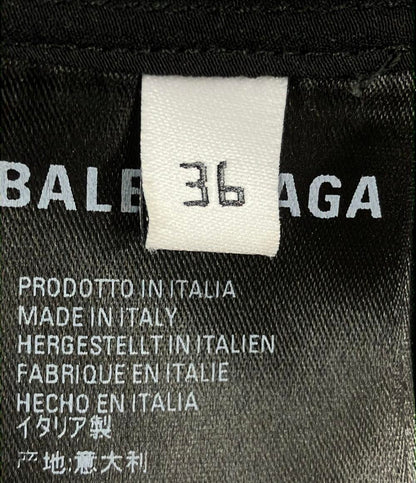 36
BALE AGA
PRODOTTO IN ITALIA
MADE IN ITALY
HERGESTELLT IN ITALIEN
FABRIQUE EN ITALIE
HECHO EN ITALIA
イタリア製
产地:意大利